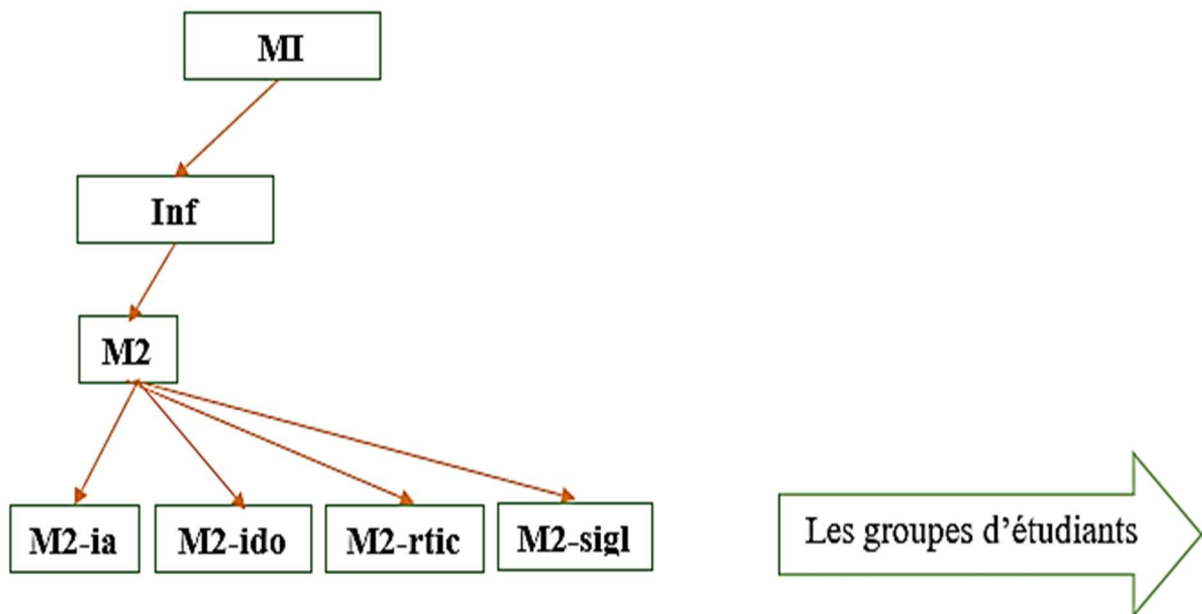 MI
Inf
M2
M2-ia
M2-ido
M2-rtic
M2-sigl
Les groupes d’étudiants